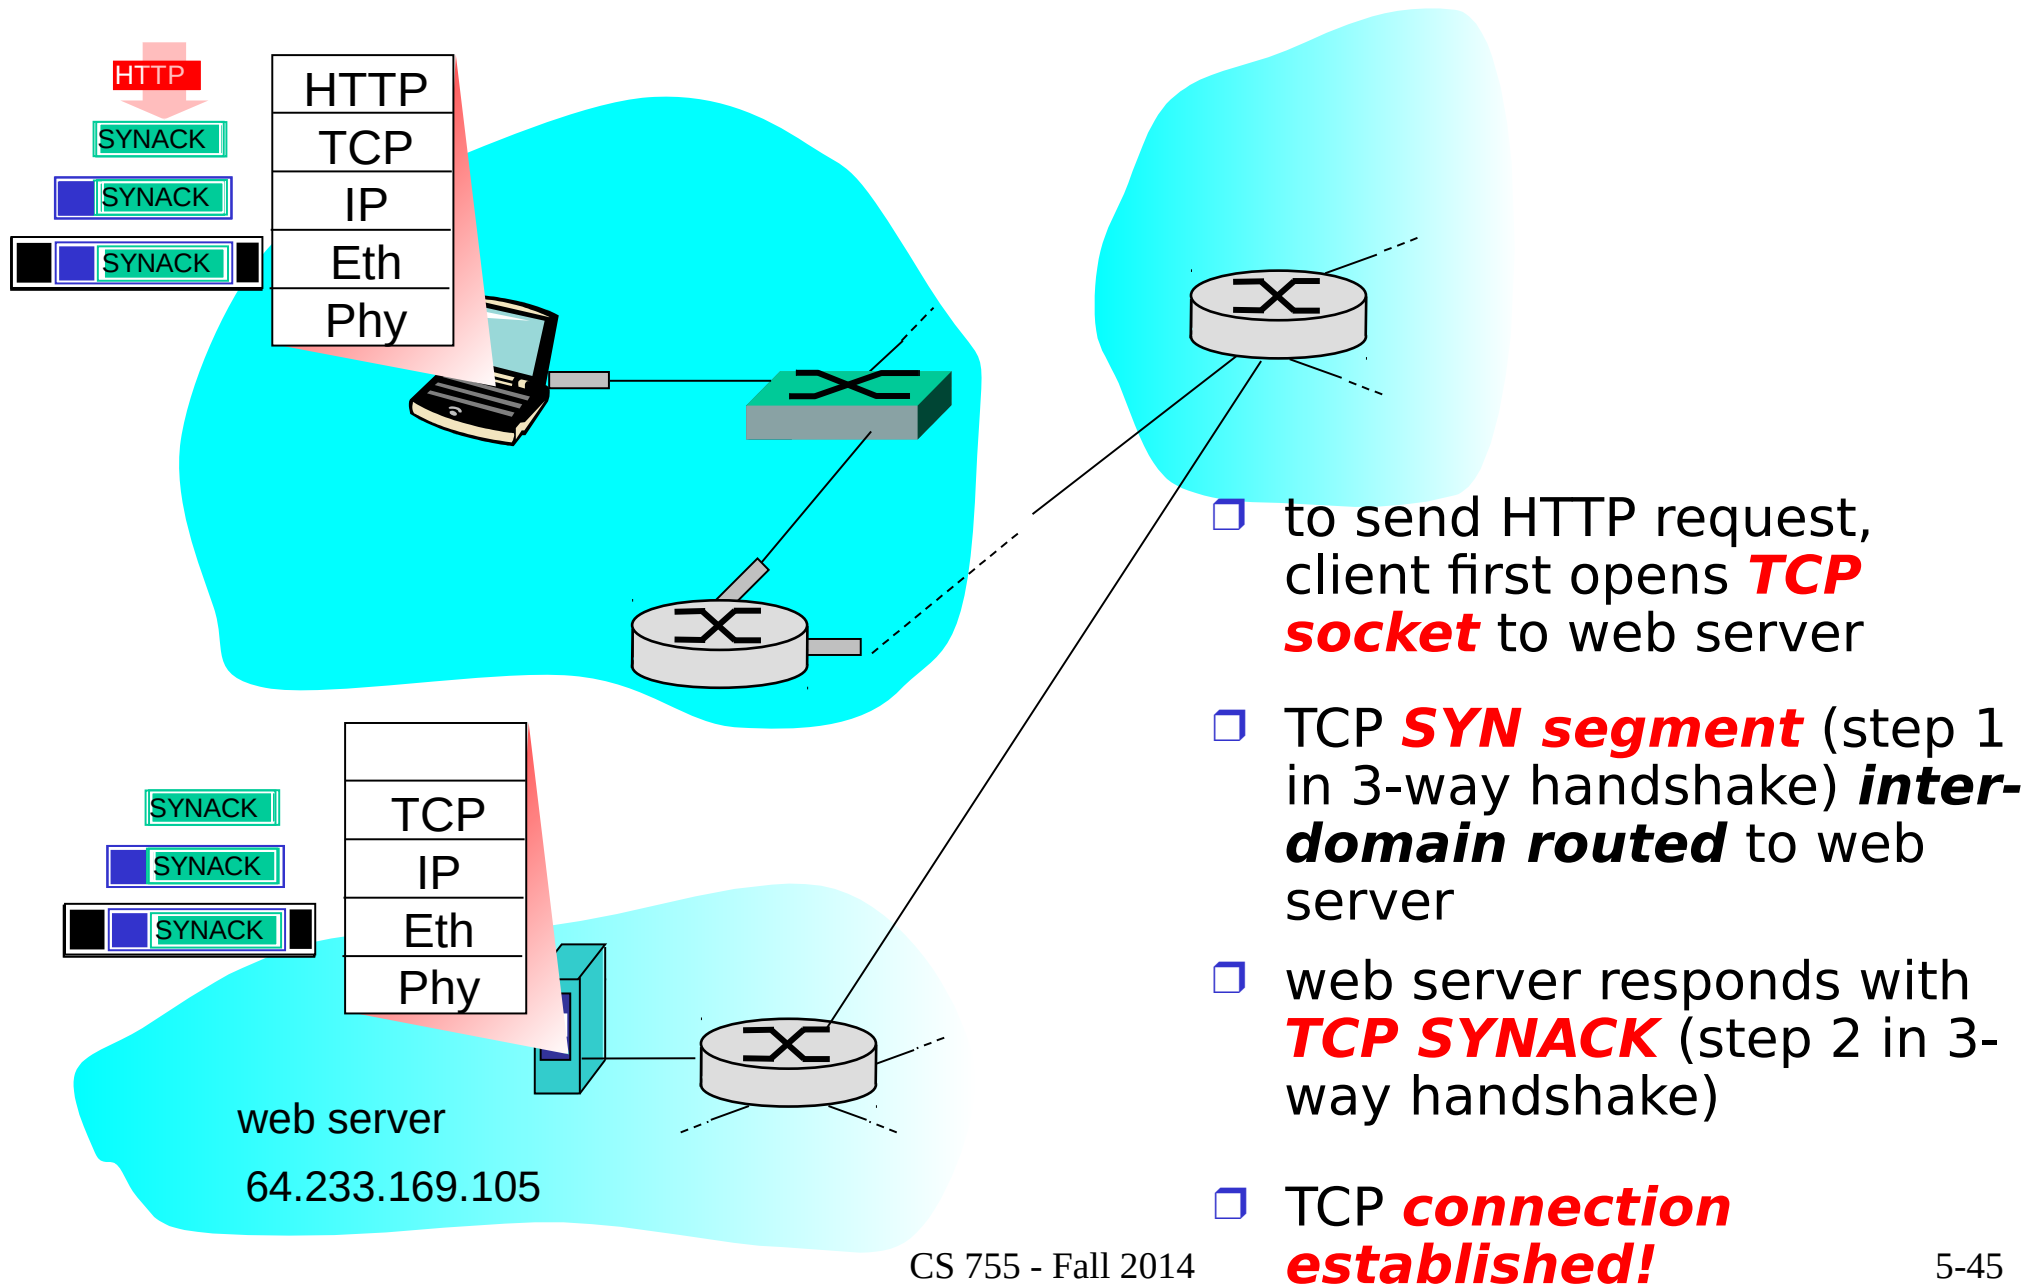 HTTP
SYNACK
SYNACK
SYNACK
HTTP
TCP
IP
Eth
Phy
SYNACK
SYNACK
SYNACK
TCP
IP
Eth
Phy
web server
64.233.169.105
to send HTTP request,
client first opens TCP
socket to web server
TCP SYN segment (step 1
in 3-way handshake) inter-
domain routed to web
server
web server responds with
TCP SYNACK (step 2 in 3-
way handshake)
TCP connection
established!
CS 755 - Fall 2014
5-45